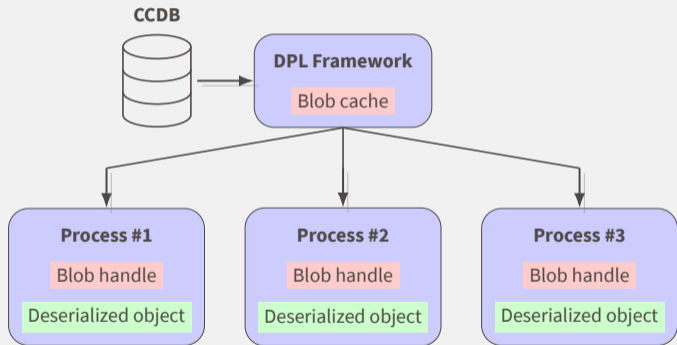 CCDB
DPL Framework
Blob cache
Process #1
Blob handle
Deserialized object
Process #2
Blob handle
Deserialized object
Process #3
Blob handle
Deserialized object